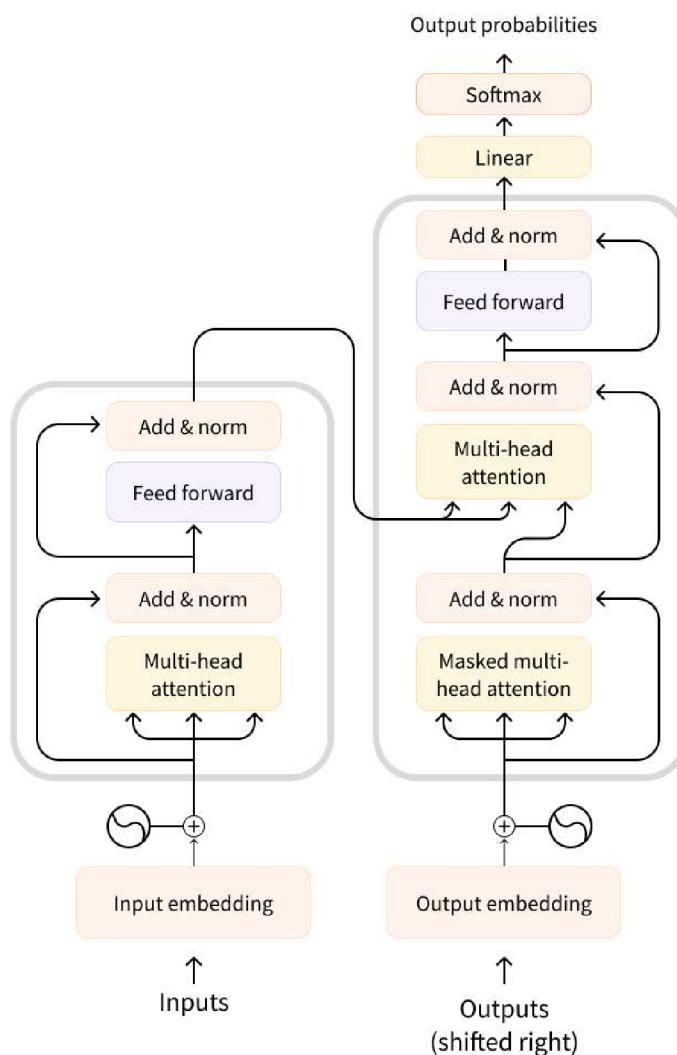 Output probabilities
Softmax
Linear
Add & norm
Feed forward
Add & norm
Multi-head
attention
Add & norm
Masked multi-
head attention
Output embedding
Outputs
(shifted right)
Add & norm
Feed forward
Add & norm
Multi-head
attention
Input embedding
Inputs